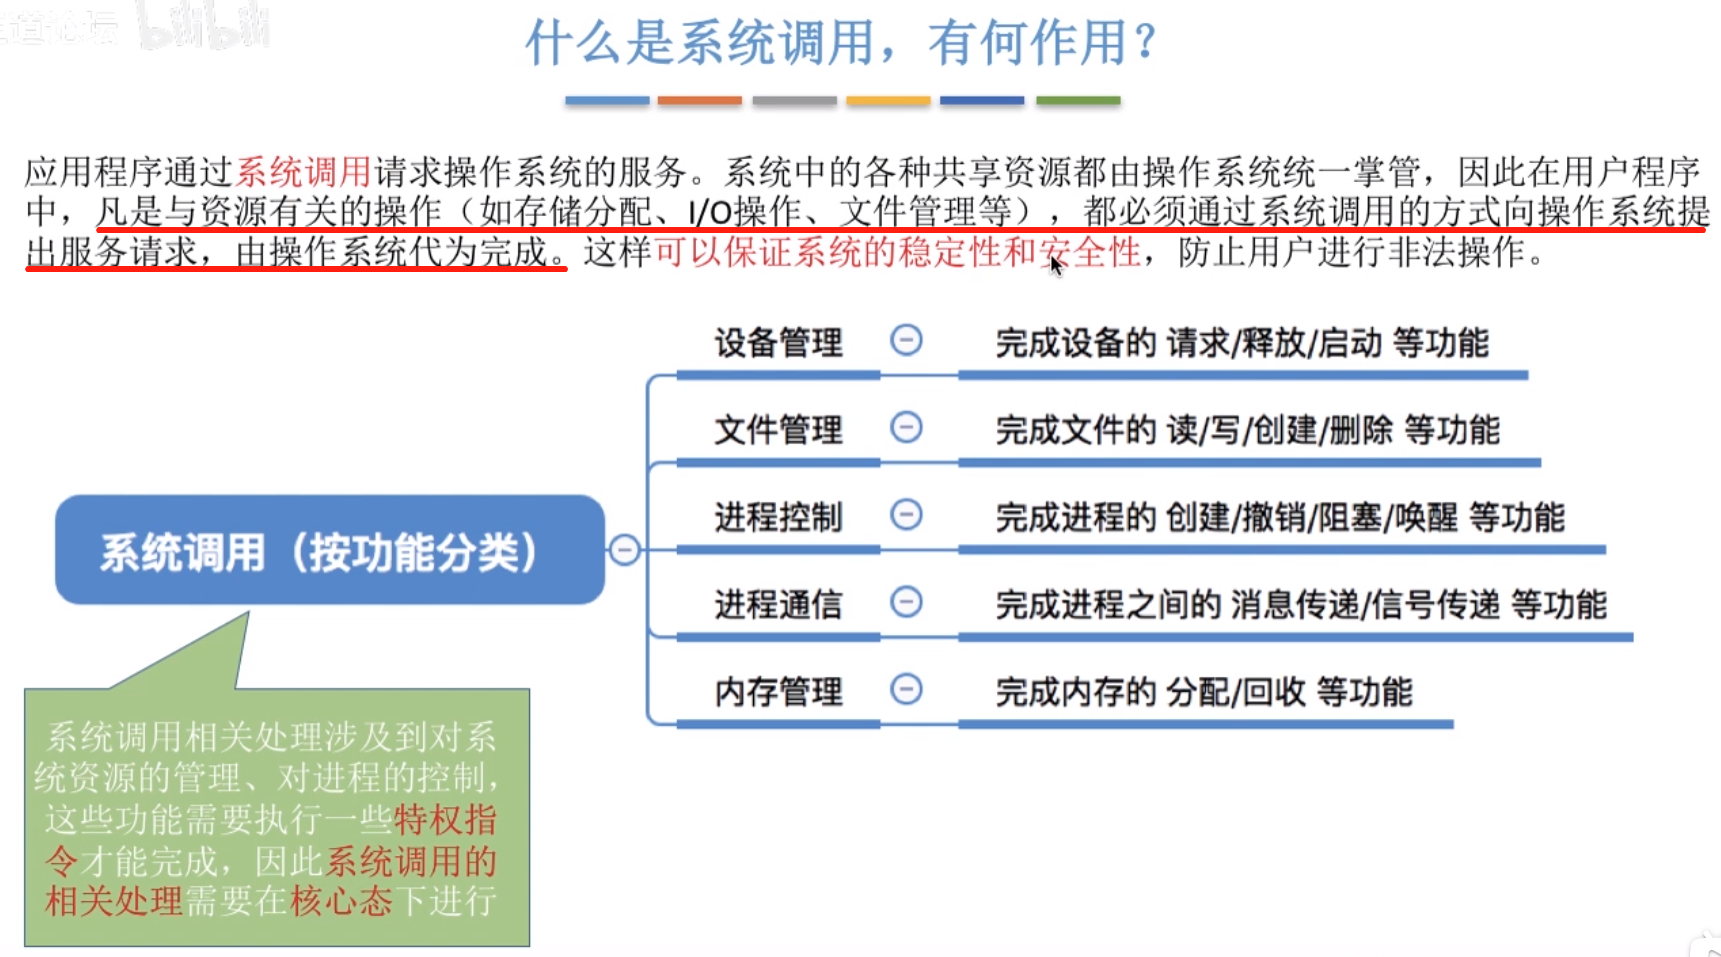 bilibili
什么是系统调用，有何作用？
应用程序通过系统调用请求操作系统的服务。系统中的各种共享资源都由操作系统统一掌管，因此在用户程序
中，凡是与资源有关的操作（如存储分配、I/O操作、文件管理等），都必须通过系统调用的方式向操作系统提
出服务请求，由操作系统代为完成。这样可以保证系统的稳定性和安全性，防止用户进行非法操作。
设备管理 完成设备的 请求/释放/启动 等功能
文件管理 完成文件的 读/写/创建/删除 等功能
进程控制 完成进程的 创建/撤销/阻塞/唤醒 等功能
系统调用（按功能分类）
进程通信 完成进程之间的 消息传递/信号传递 等功能
内存管理 完成内存的 分配/回收 等功能
系统调用相关处理涉及到对系
统资源的管理、对进程的控制，
这些功能需要执行一些特权指
令才能完成，因此系统调用的
相关处理需要在核心态下进行